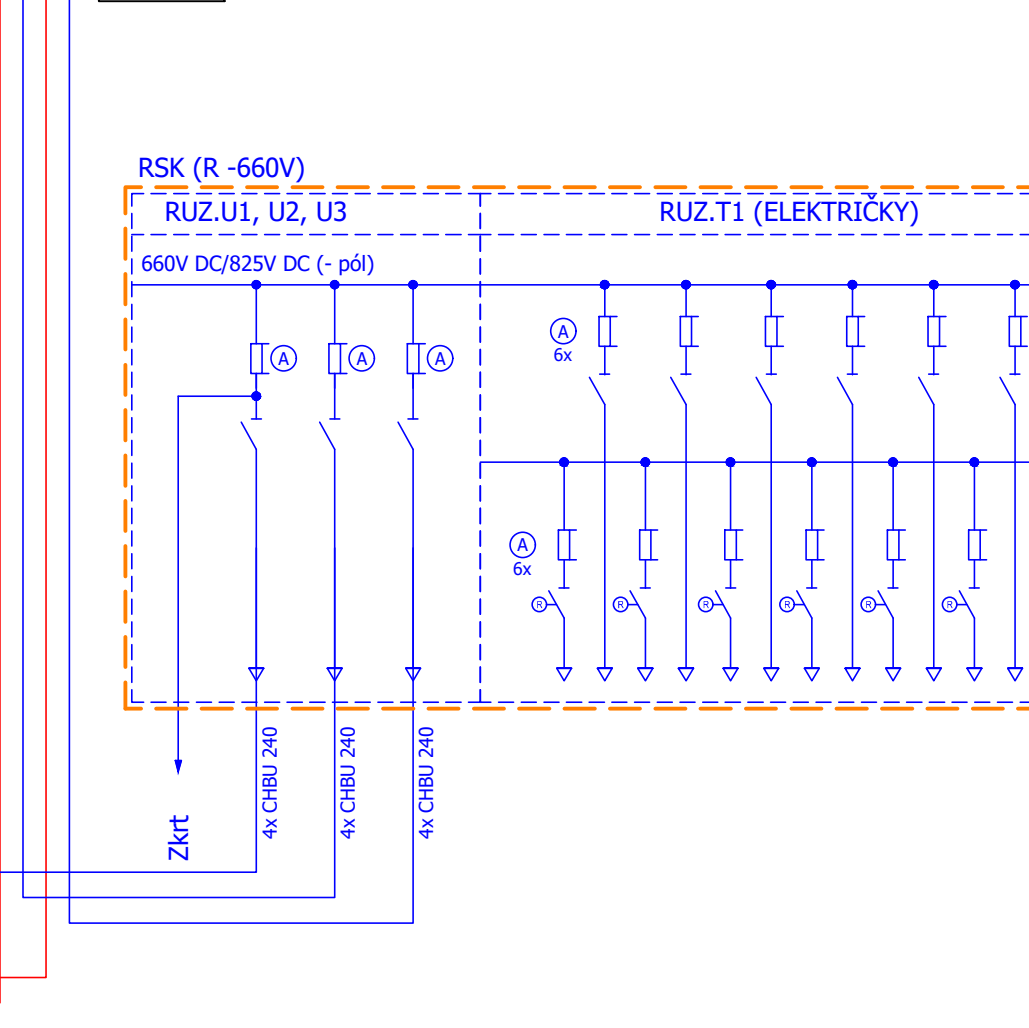 RSK (R -660V)
RUZ.U1, U2, U3
RUZ.T1 (ELEKTRIČKY)
660V DC/825V DC (- pól)
A
A
A
A
6x
A
6x
R
R
R
R
R
R
4x CHBU 240
4x CHBU 240
4x CHBU 240
Zkrt